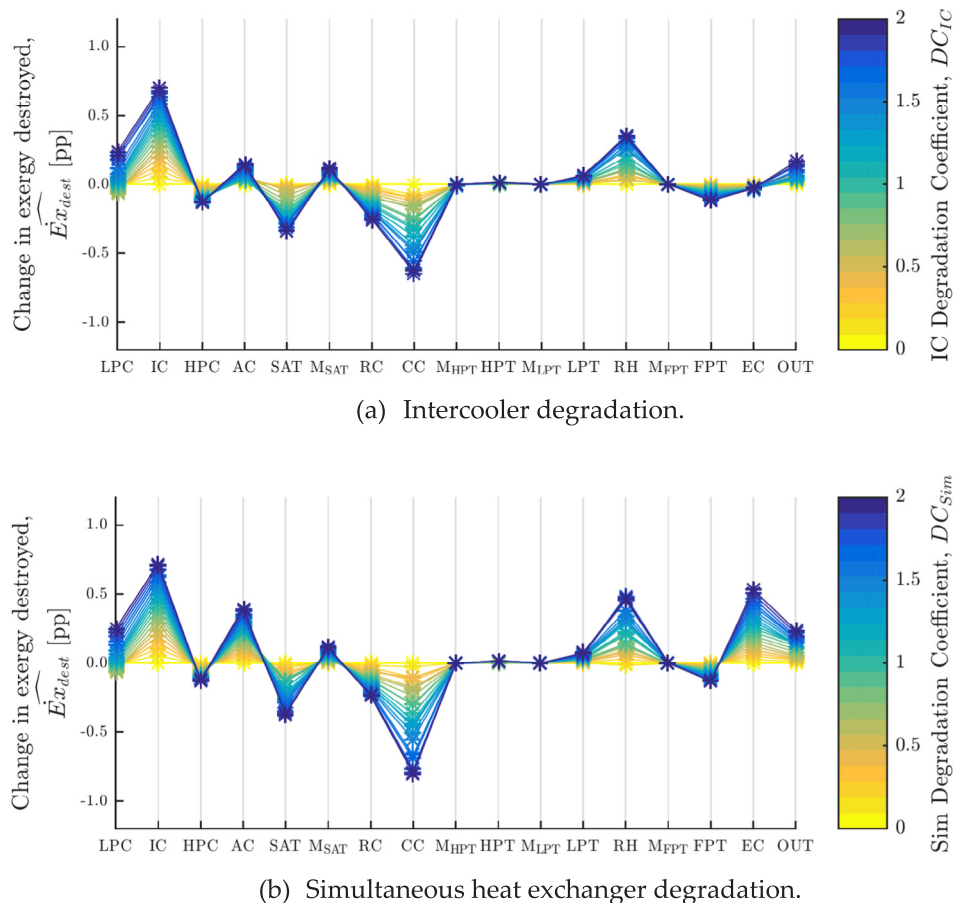 Change in exergy destroyed,
Ėx_dest [pp]
1.0
0.5
0.0
-0.5
-1.0
LPC IC HPC AC SAT M_SAT RC CC M_HPT HPT M_LPT LPT RH M_FPT FPT EC OUT
2
1.5
1
0.5
0
IC Degradation Coefficient, DC_IC
(a) Intercooler degradation.
Change in exergy destroyed,
Ėx_dest [pp]
1.0
0.5
0.0
-0.5
-1.0
LPC IC HPC AC SAT M_SAT RC CC M_HPT HPT M_LPT LPT RH M_FPT FPT EC OUT
2
1.5
1
0.5
0
Sim Degradation Coefficient, DC_Sim
(b) Simultaneous heat exchanger degradation.